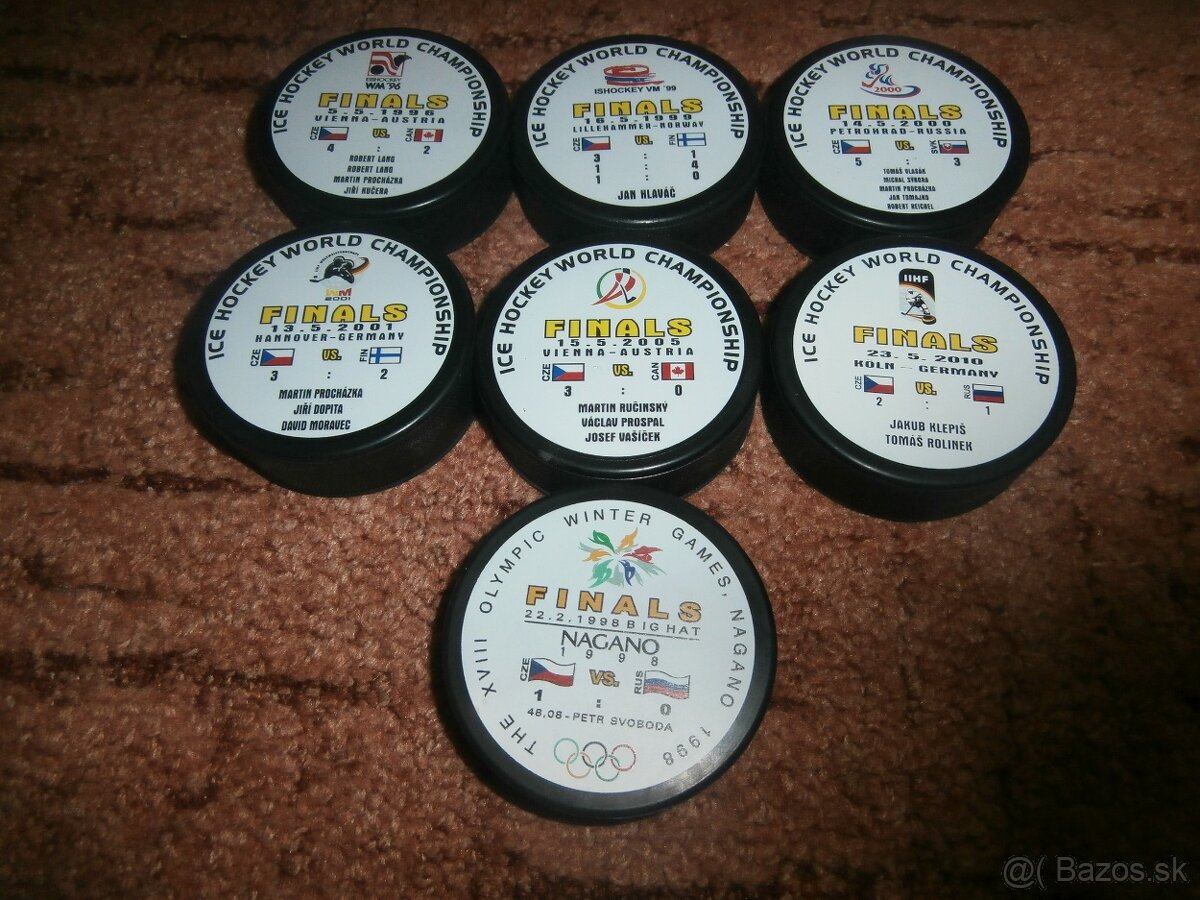 ICE HOCKEY WORLD CHAMPIONSHIP
EISHOCKEY
WM '96
FINALS
5.5.1996
VIENNA-AUSTRIA
CZE VS. CAN
4 : 2
ROBERT LANG
ROBERT LANG
MARTIN PROCHÁZKA
JIŘÍ KUČERA
ICE HOCKEY WORLD CHAMPIONSHIP
ISHOCKEY VM '99
FINALS
16.5.1999
LILLEHAMMER-NORWAY
CZE VS. FIN
3 : 1
1 : 4
1 : 0
JAN HLAVÁČ
ICE HOCKEY WORLD CHAMPIONSHIP
2000
FINALS
14.5.2000
PETROHRAD-RUSSIA
CZE VS. SVK
5 : 3
TOMÁŠ VLASÁK
MICHAL SÝKORA
MARTIN PROCHÁZKA
JAN TOMAJKO
ROBERT REICHEL
ICE HOCKEY WORLD CHAMPIONSHIP
WM
2001
FINALS
13.5.2001
HANNOVER-GERMANY
CZE VS. FIN
3 : 2
MARTIN PROCHÁZKA
JIŘÍ DOPITA
DAVID MORAVEC
ICE HOCKEY WORLD CHAMPIONSHIP
FINALS
15.5.2005
VIENNA-AUSTRIA
CZE VS. CAN
3 : 0
MARTIN RUČINSKÝ
VÁCLAV PROSPAL
JOSEF VAŠÍČEK
ICE HOCKEY WORLD CHAMPIONSHIP
IIHF
FINALS
23.5.2010
KÖLN - GERMANY
CZE VS. RUS
2 : 1
JAKUB KLEPIŠ
TOMÁŠ ROLINEK
THE XVIII OLYMPIC WINTER GAMES, NAGANO 1998
FINALS
22.2.1998 BIG HAT
NAGANO
1998
CZE VS. RUS
1 : 0
48.08-PETR SVOBODA
@( Bazos.sk